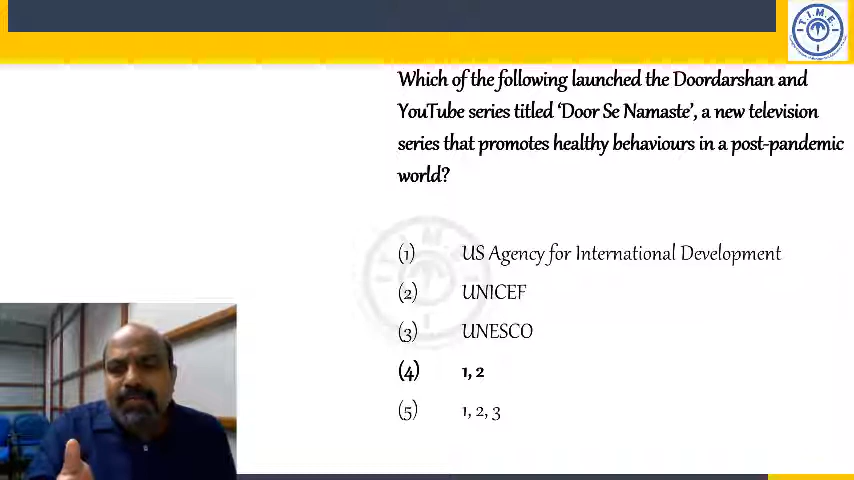 T.I.M.E.
Which of the following launched the Doordarshan and
YouTube series titled ‘Door Se Namaste’, a new television
series that promotes healthy behaviours in a post-pandemic
world?
T.I.M.E.
(1) US Agency for International Development
(2) UNICEF
(3) UNESCO
(4) 1, 2
(5) 1, 2, 3